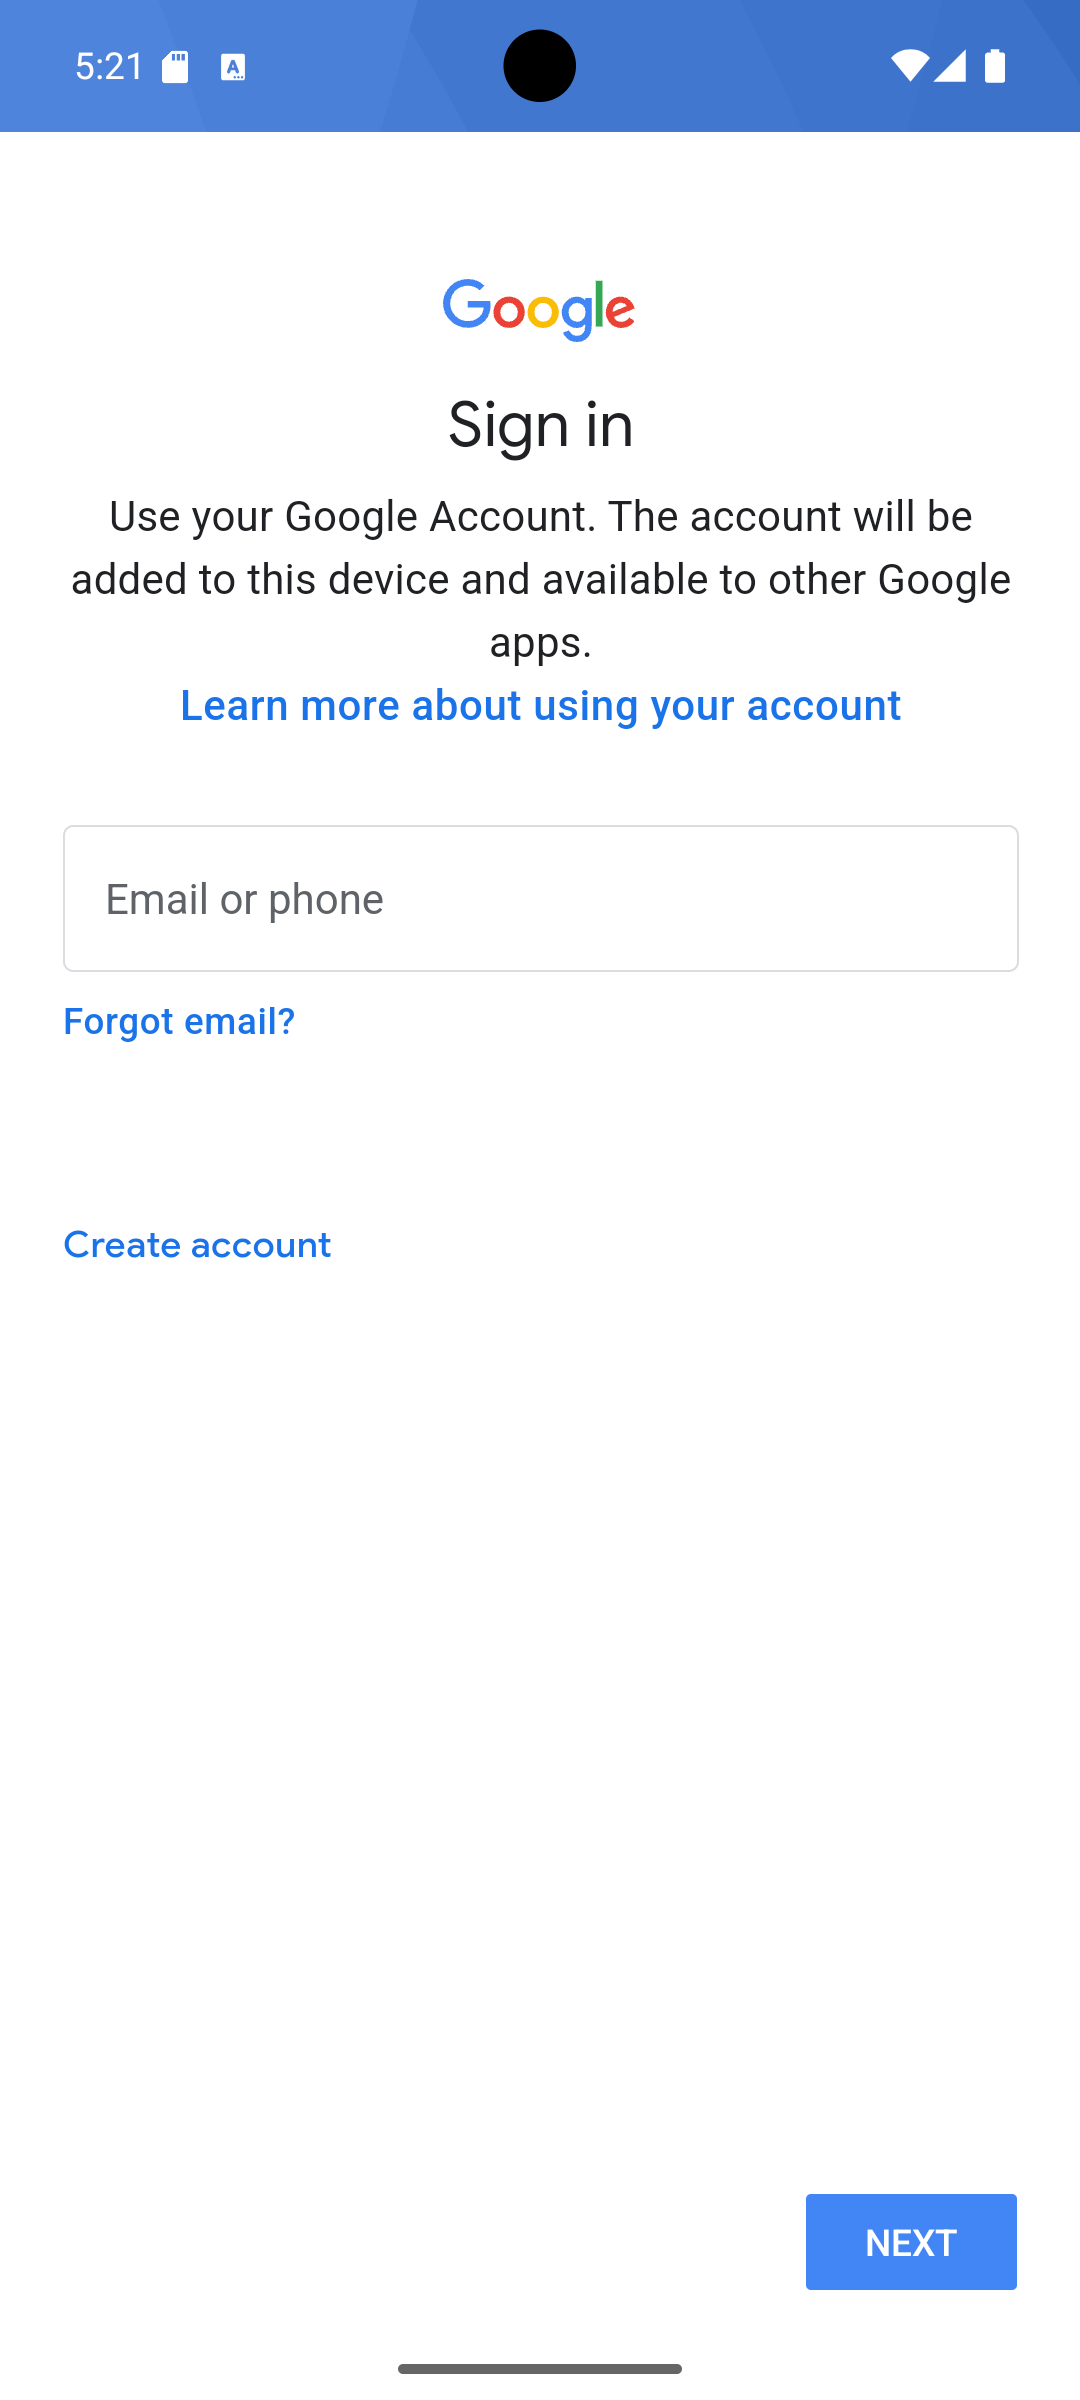 5:21
Google
Sign in
Use your Google Account. The account will be
added to this device and available to other Google
apps.
Learn more about using your account
Email or phone
Forgot email?
Create account
NEXT